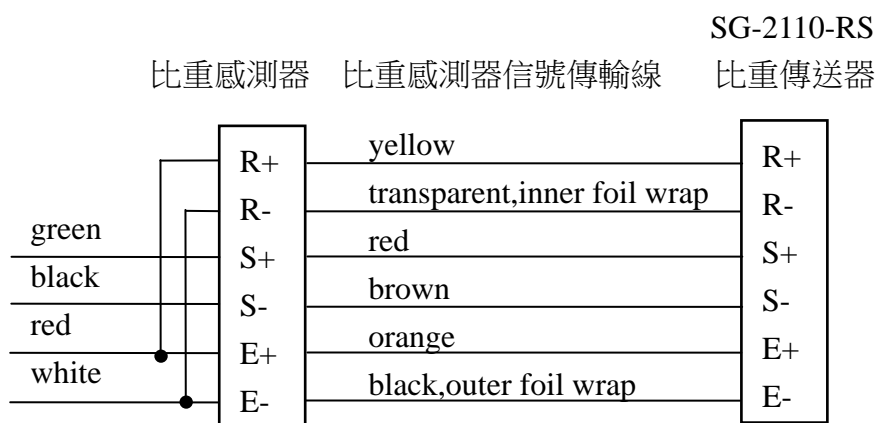 SG-2110-RS
比重感測器 比重感測器信號傳輸線 比重傳送器
R+ yellow R+
R- transparent,inner foil wrap R-
green S+ red S+
black S- brown S-
red E+ orange E+
white E- black,outer foil wrap E-